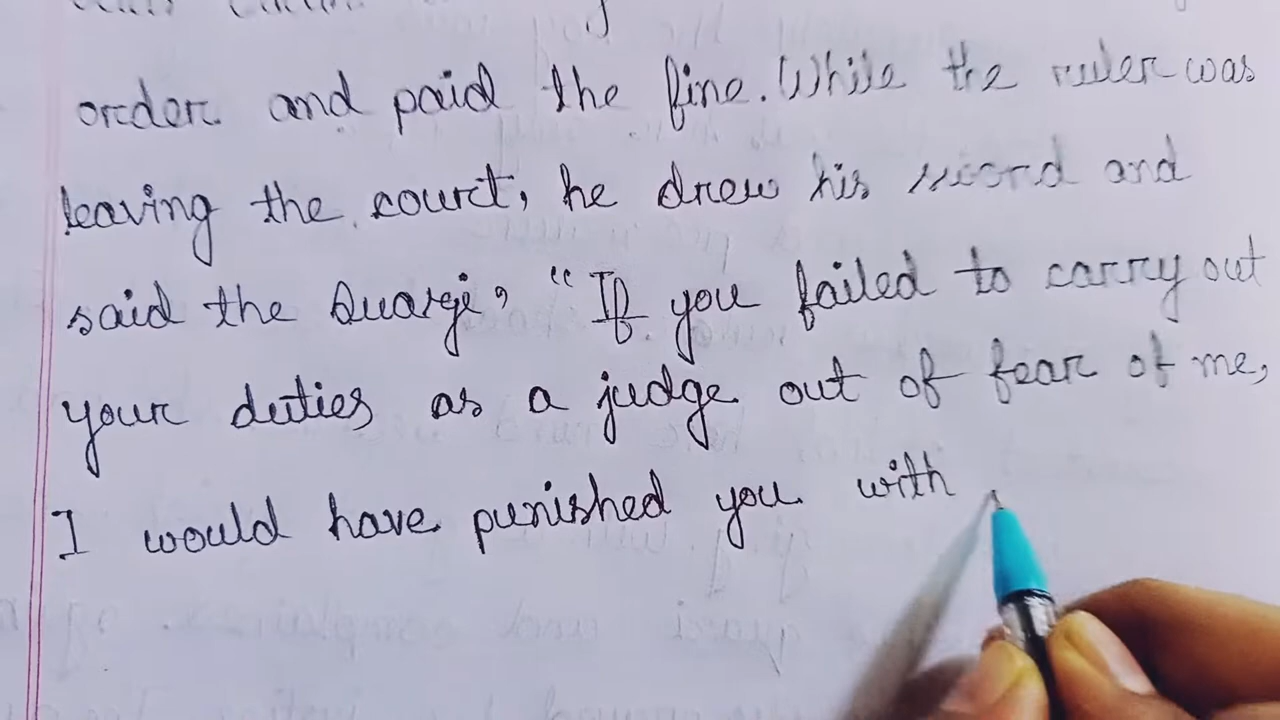 order and paid the fine. While the ruler was
leaving the court, he drew his sword and
said the Quazi, "If you failed to carry out
your duties as a judge out of fear of me,
I would have punished you with